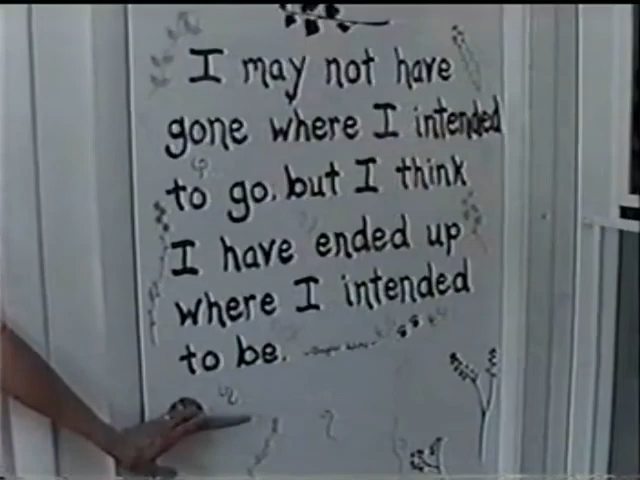 I may not have
gone where I intended
to go, but I think
I have ended up
where I intended
to be.